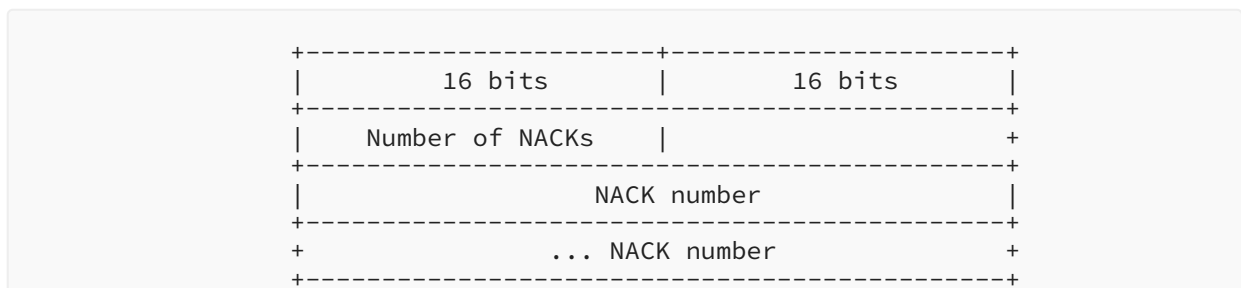 +-----------------------+---------------------+
|         16 bits       |        16 bits      |
+---------------------------------------------+
|    Number of NACKs    |                     +
+---------------------------------------------+
|                   NACK number               |
+---------------------------------------------+
+                ... NACK number              +
+---------------------------------------------+